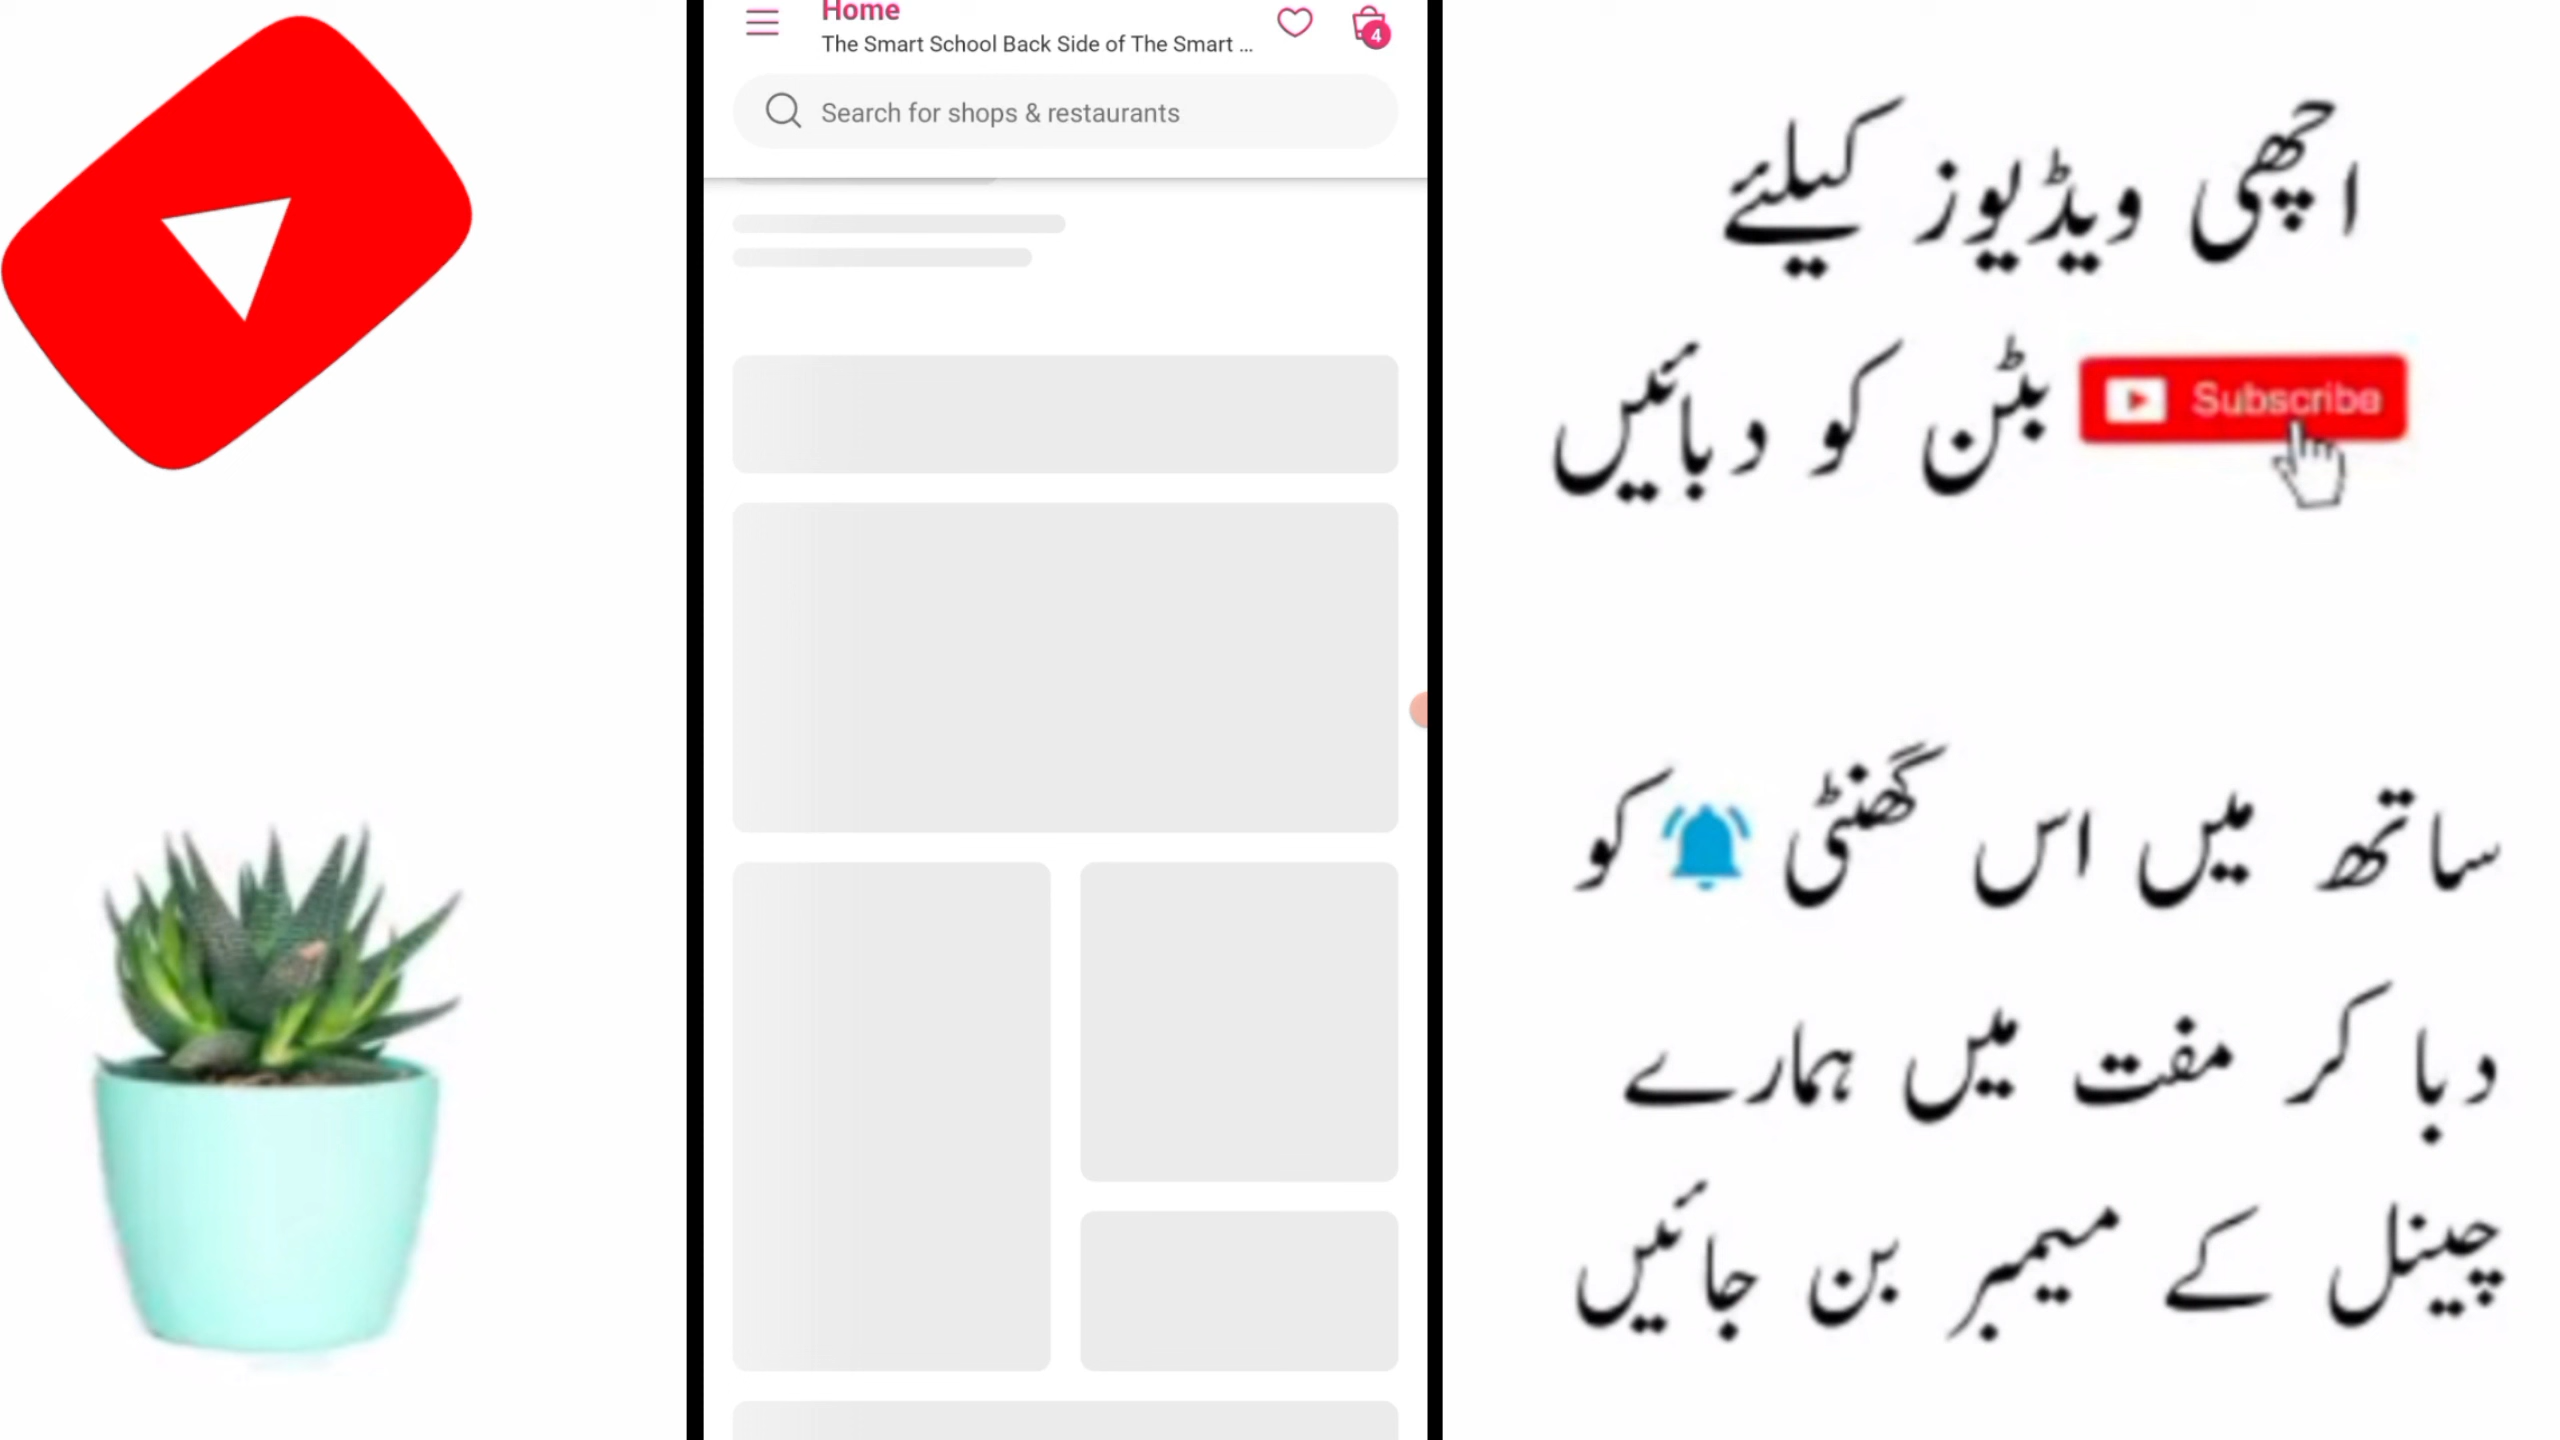 Home
The Smart School Back Side of The Smart ...
4
Search for shops & restaurants
اچھی ویڈیوز کیلئے
Subscribe بٹن کو دبائیں
ساتھ میں اس گھنٹی کو
دبا کر مفت میں ہمارے
چینل کے میمبر بن جائیں